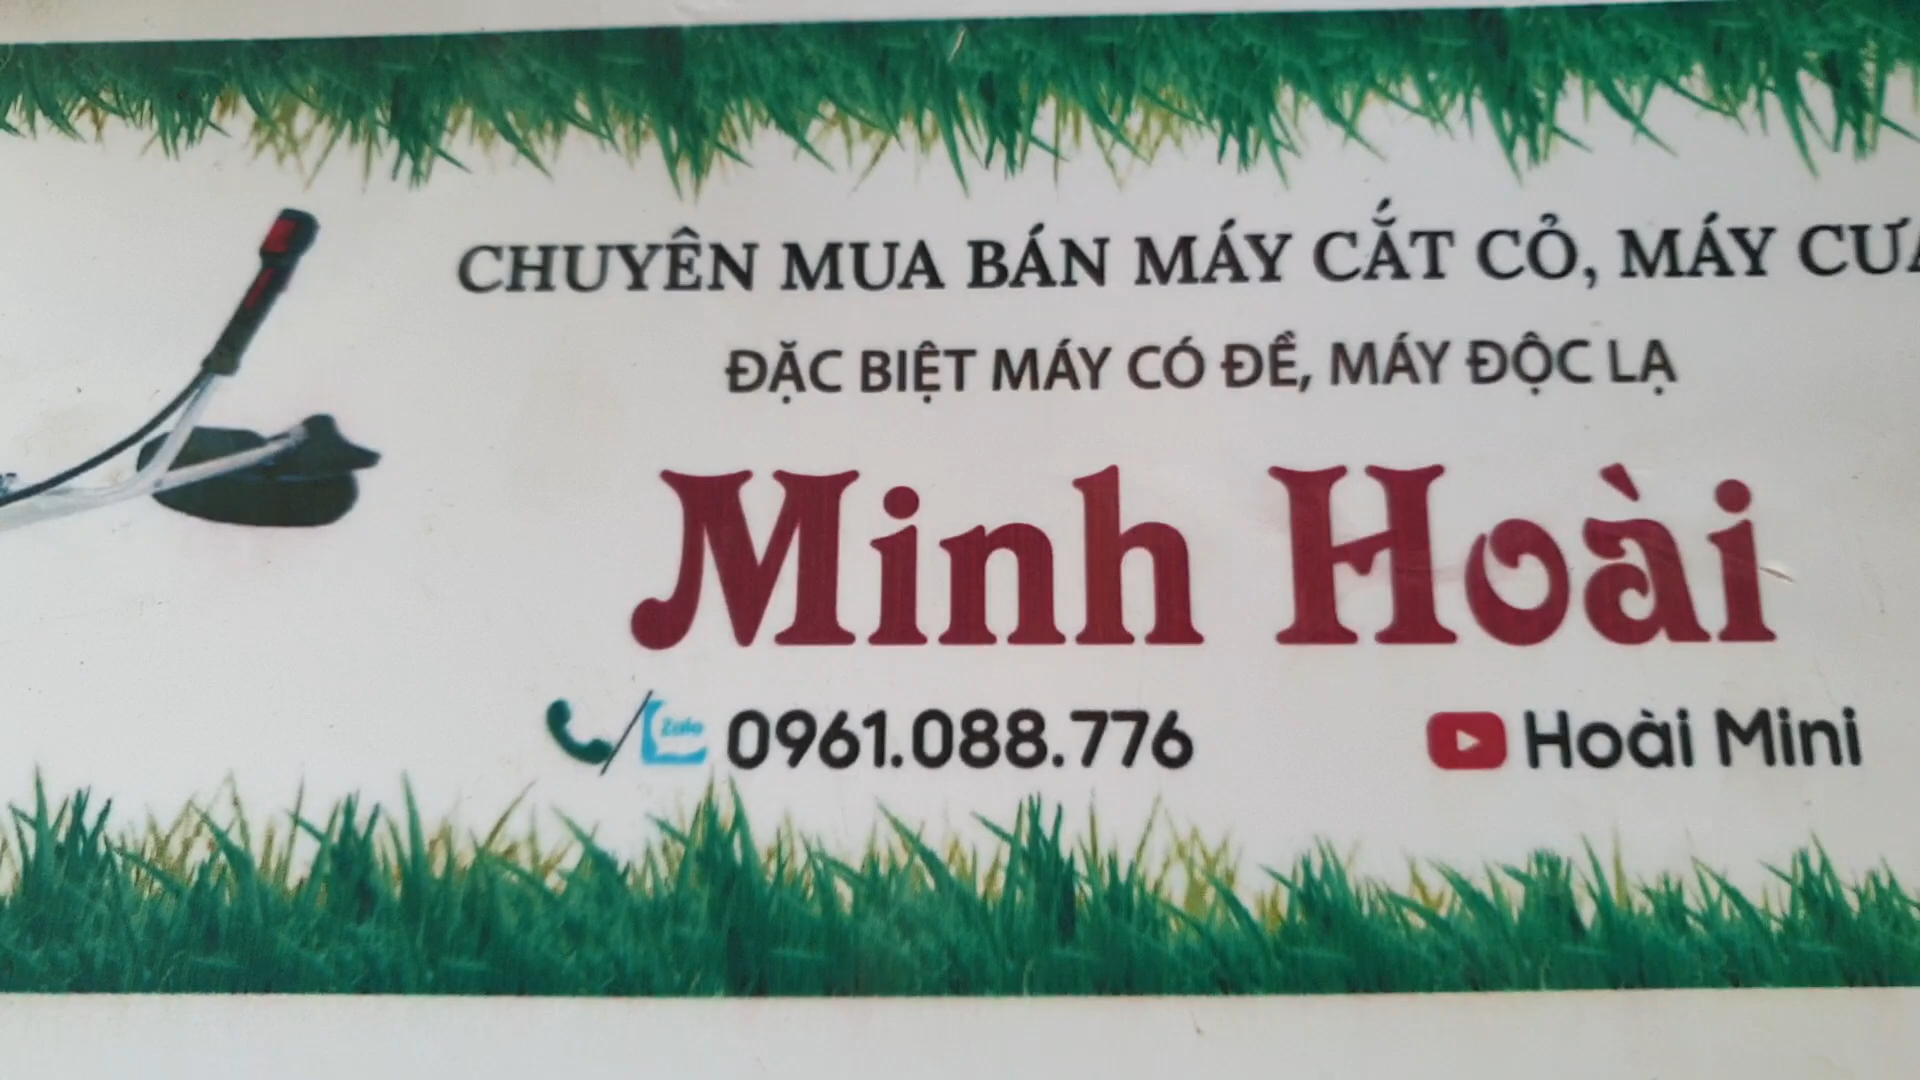 CHUYÊN MUA BÁN MÁY CẮT CỎ, MÁY CƯA
ĐẶC BIỆT MÁY CÓ ĐỀ, MÁY ĐỘC LẠ
Minh Hoài
Zalo 0961.088.776
Hoài Mini